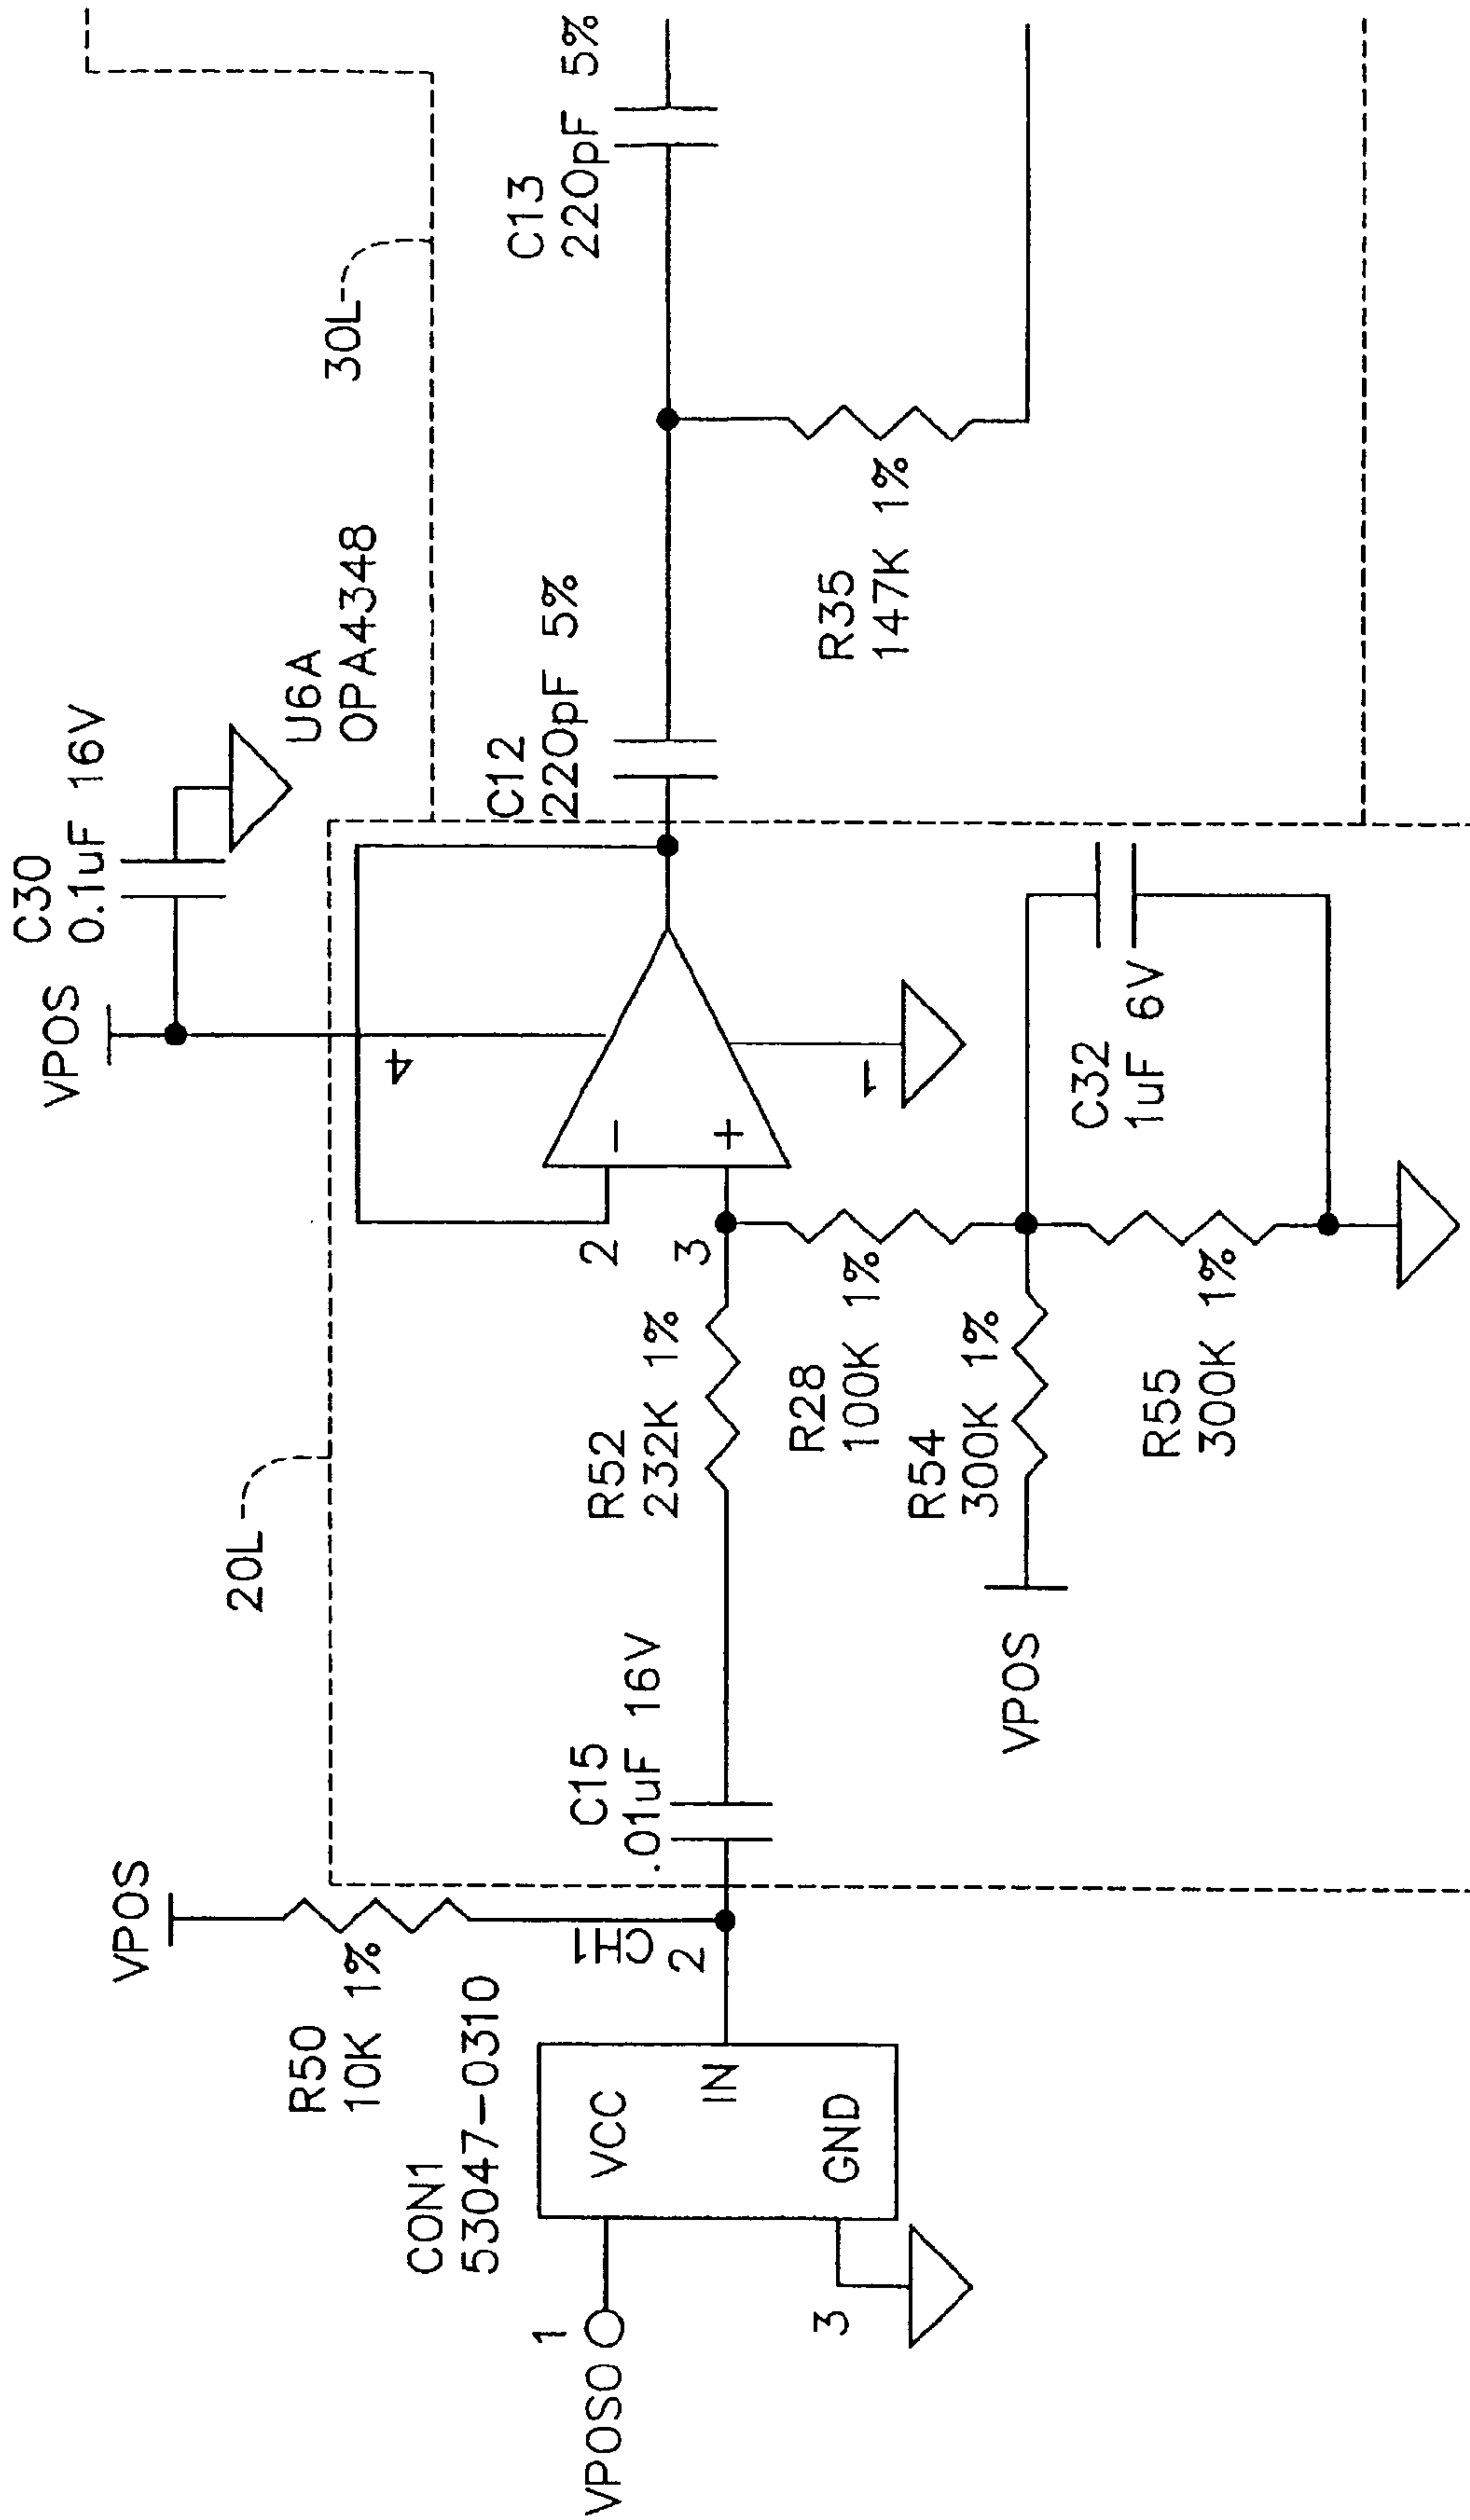 VPOSO
1
CON1
53047-0310
VCC
IN
GND
3
2
CH1
VPOS
R50
10K 1%
C15
.01uF 16V
20L
R52
232K 1%
2
3
-
+
4
1
R28
100K 1%
VPOS
R54
300K 1%
R55
300K 1%
C32
1uF 6V
VPOS
C30
0.1uF 16V
U6A
OPA4348
C12
220pF 5%
R35
147K 1%
30L
C13
220pF 5%